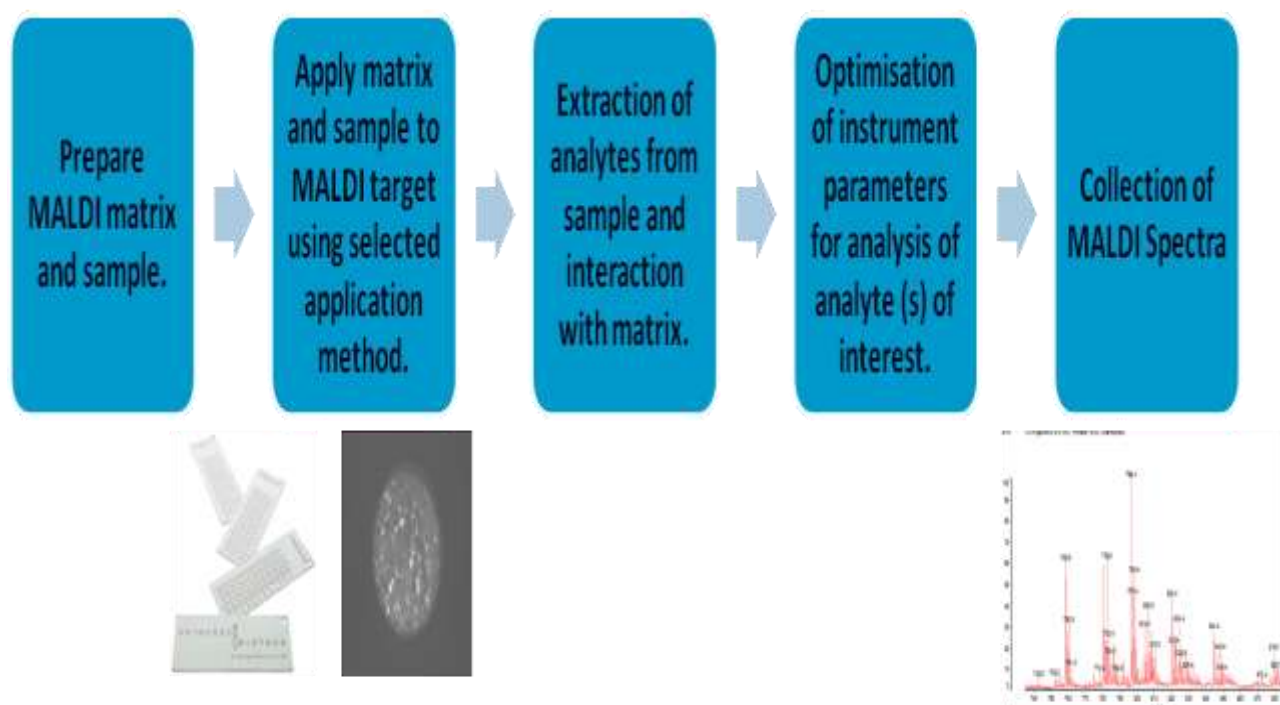 Prepare
MALDI matrix
and sample.
Apply matrix
and sample to
MALDI target
using selected
application
method.
Extraction of
analytes from
sample and
interaction
with matrix.
Optimisation
of instrument
parameters
for analysis of
analyte (s) of
interest.
Collection of
MALDI Spectra